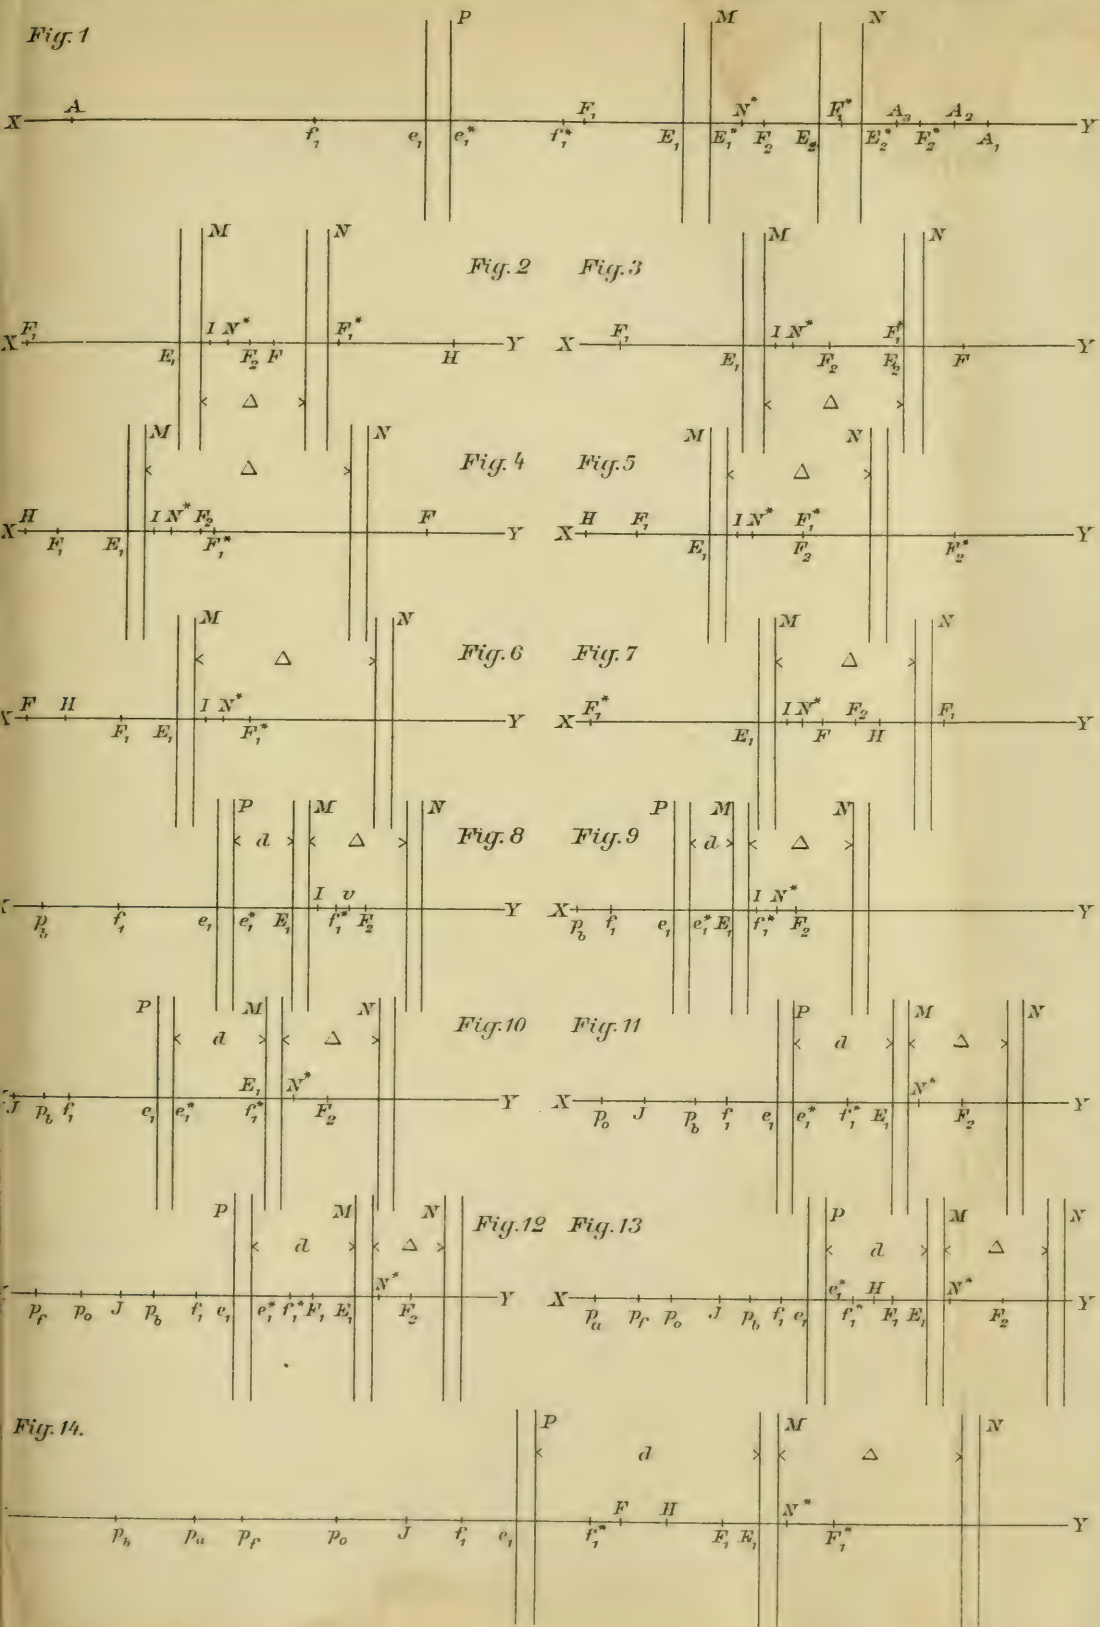 Fig. 1
P M N
A F₁ N* F₁* A₃ A₂
X f₁ e₁ e₁* f₁* E₁ E₁* F₂ E₂ E₂* F₂* A₁ Y
M N
Fig. 2
F₁ I N* F₁*
X E₁ F₂ F H Y
Δ
Fig. 3
M N
F₁ I N* F₁*
X E₁ F₂ E₂ F Y
Δ
Fig. 4
M N
Δ
H I N* F₂ F
X F₁ E₁ F₁* Y
Fig. 5
M N
Δ
H F₁ I N* F₁*
X E₁ F₂ F₂* Y
Fig. 6
M N
Δ
F H I N*
X F₁ E₁ F₁* Y
Fig. 7
M N
Δ
F₁* I N* F₂ F₁
X E₁ F H Y
Fig. 8
P M N
d Δ
I v
p_b f₁ e₁ e₁* E₁ f₁* F₂ Y
Fig. 9
P M N
d Δ
I N*
X p_b f₁ e₁ e₁* E₁ f₁* F₂ Y
Fig. 10
P M N
d Δ
E₁ N*
J p_b f₁ e₁ e₁* f₁* F₂ Y
Fig. 11
P M N
d Δ
N*
X p_o J p_b f₁ e₁ e₁* f₁* E₁ F₂ Y
Fig. 12
P M N
d Δ
N*
p_f p_o J p_b f₁ e₁ e₁* f₁* F₁ E₁ F₂ Y
Fig. 13
P M N
d Δ
e₁* H N*
X p_a p_f p_o J p_b f₁ e₁ f₁* F₁ E₁ F₂ Y
Fig. 14.
P M N
d Δ
F H N*
p_b p_a p_f p_o J f₁ e₁ f₁* F₁ E₁ F₁* Y